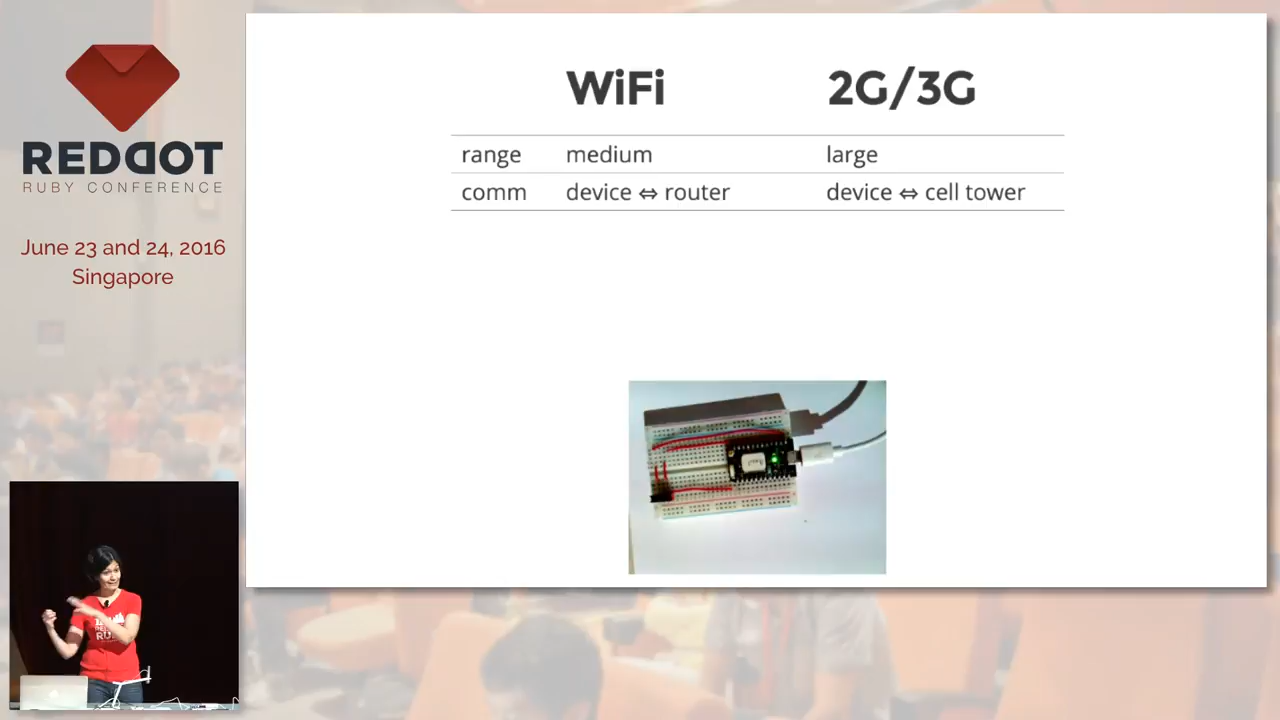 REDDOT
RUBY CONFERENCE
June 23 and 24, 2016
Singapore
WiFi 2G/3G
range medium large
comm device ⇔ router device ⇔ cell tower